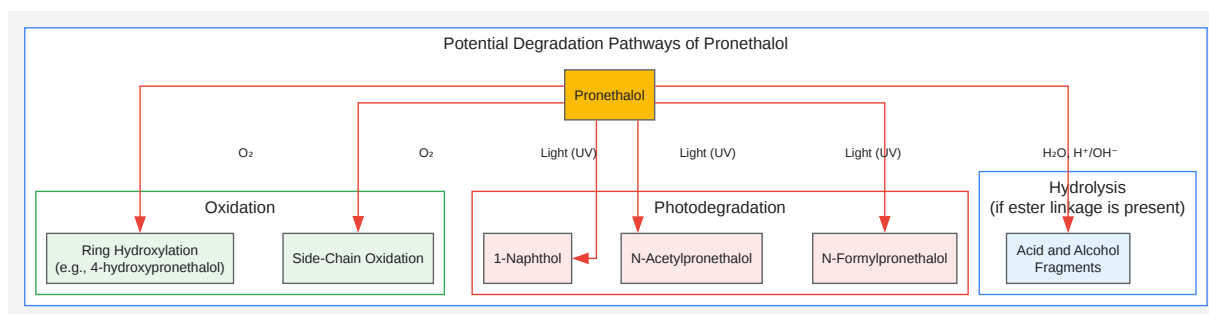 Potential Degradation Pathways of Pronethalol
Pronethalol
O₂
O₂
Light (UV)
Light (UV)
Light (UV)
H₂O, H⁺/OH⁻
Oxidation
Photodegradation
Hydrolysis
(if ester linkage is present)
Ring Hydroxylation
(e.g., 4-hydroxypronethalol)
Side-Chain Oxidation
1-Naphthol
N-Acetylpronethalol
N-Formylpronethalol
Acid and Alcohol
Fragments